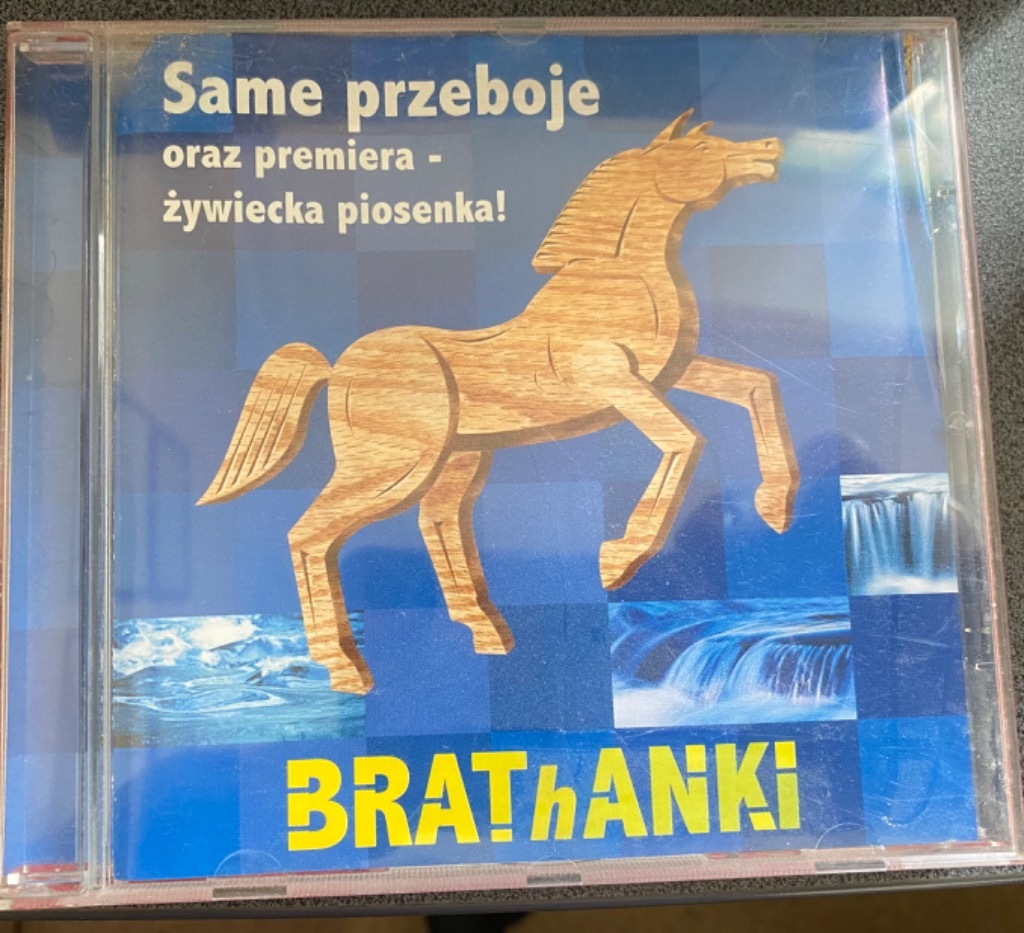 Same przeboje
oraz premiera -
żywiecka piosenka!
BRAThANKi